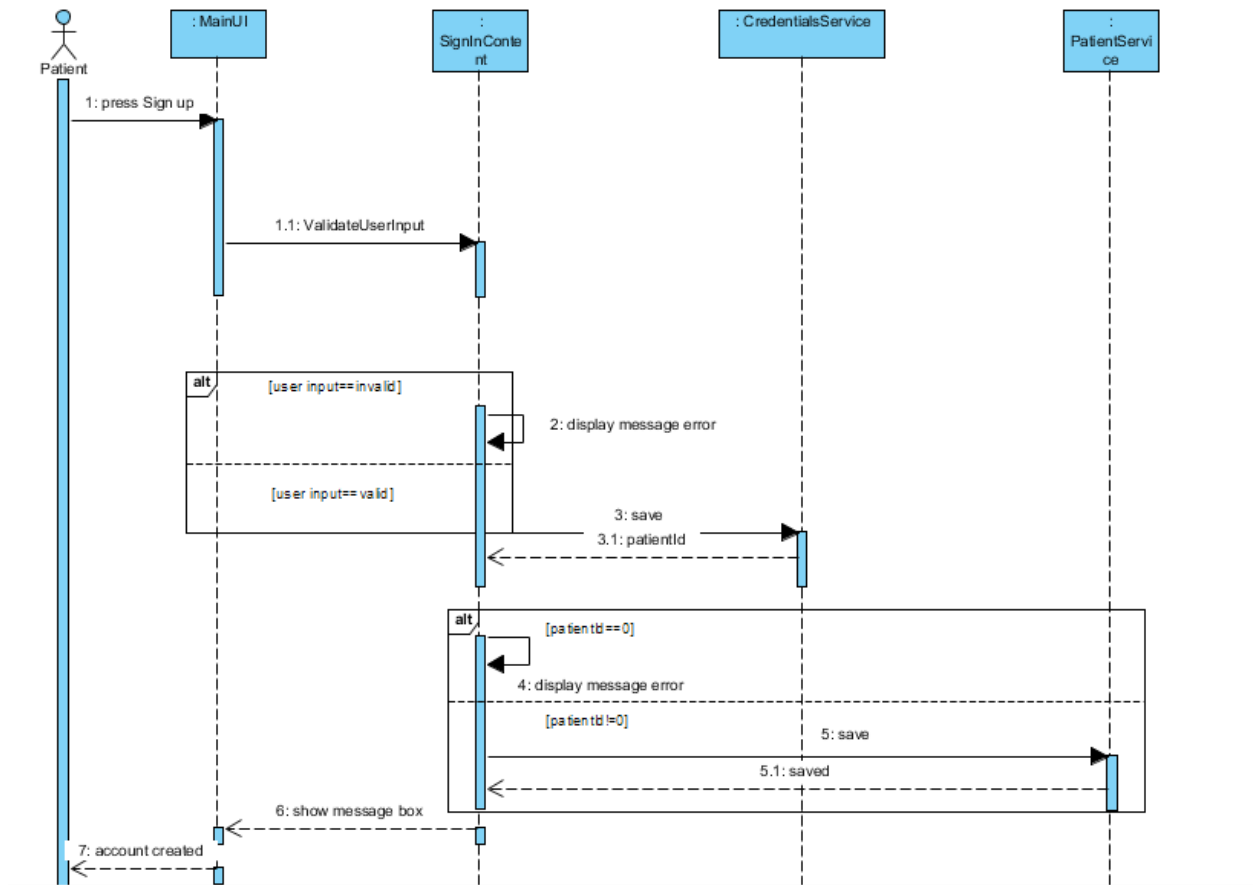 Patient
: MainUI
:
SignInConte
nt
: CredentialsService
:
PatientServi
ce
1: press Sign up
1.1: ValidateUserInput
alt
[user input==invalid]
2: display message error
[user input==valid]
3: save
3.1: patientId
alt
[patientId==0]
4: display message error
[patientId!=0]
5: save
5.1: saved
6: show message box
7: account created